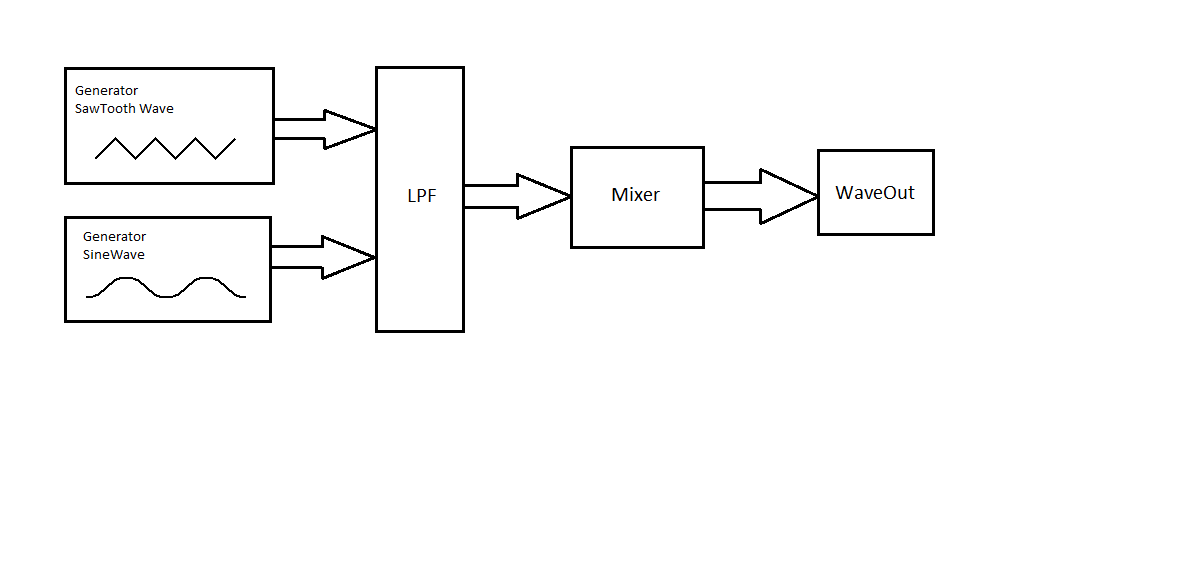 Generator
SawTooth Wave
Generator
SineWave
LPF
Mixer
WaveOut